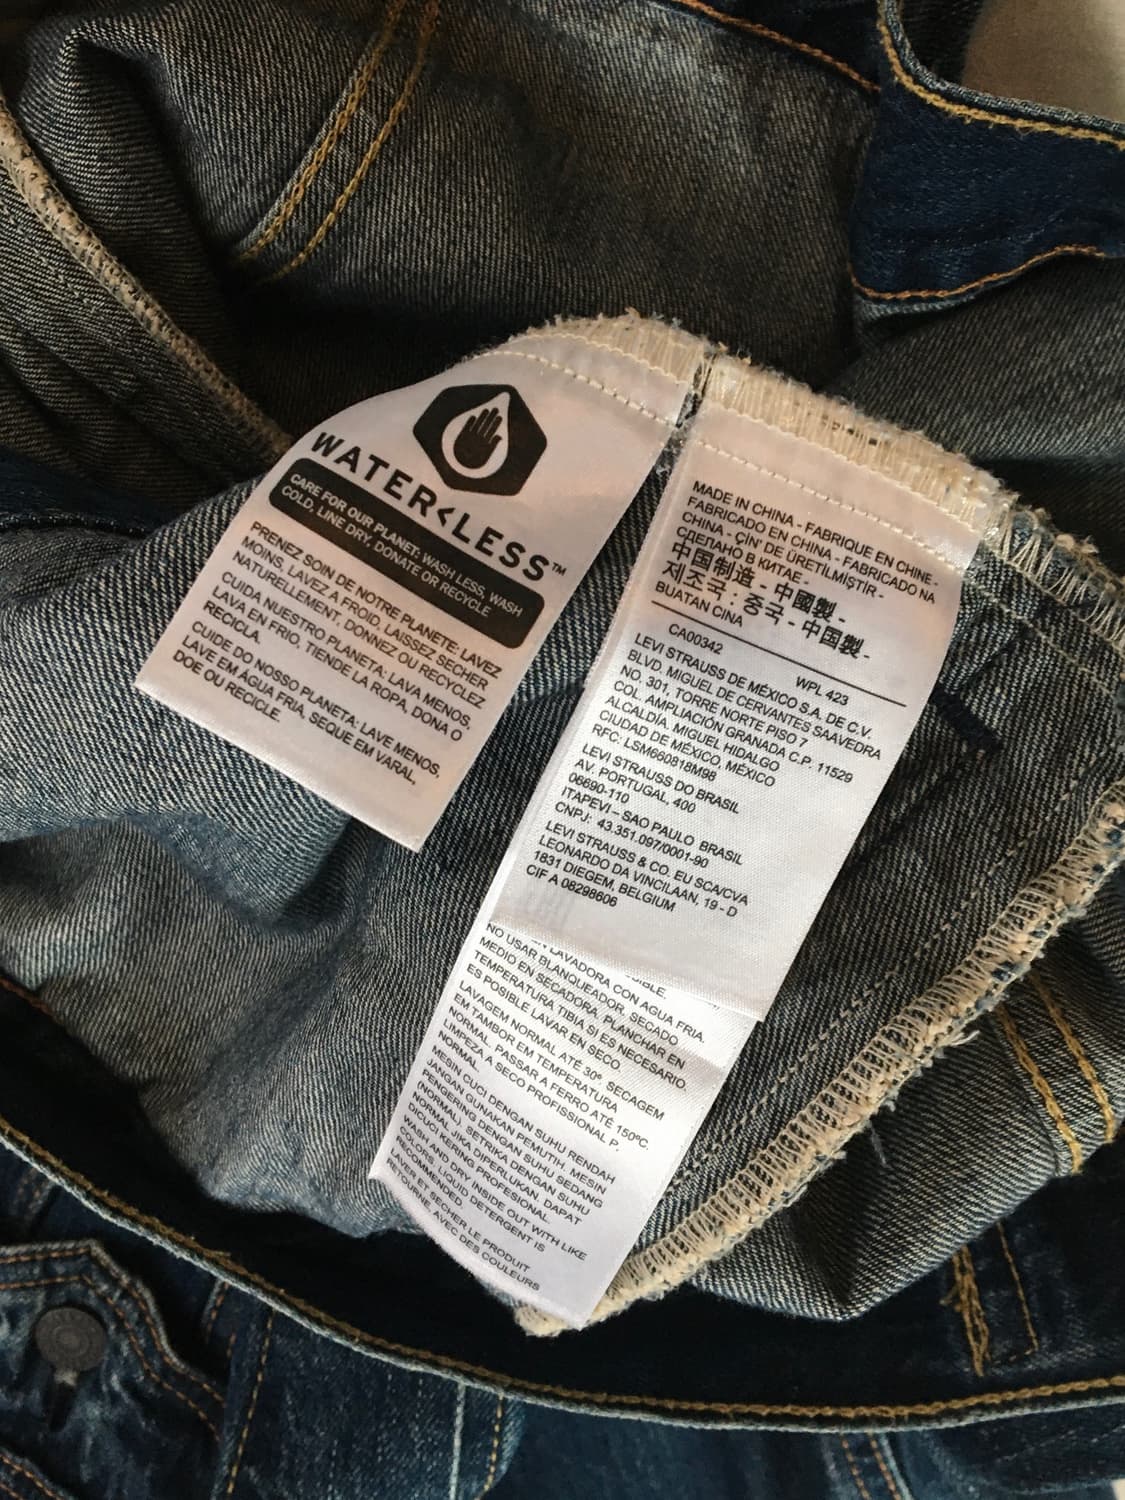 WATER<LESS™
CARE FOR OUR PLANET: WASH LESS, WASH
COLD, LINE DRY, DONATE OR RECYCLE
PRENEZ SOIN DE NOTRE PLANETE: LAVEZ
MOINS, LAVEZ A FROID, LAISSEZ SECHER
NATURELLEMENT, DONNEZ OU RECYCLEZ
CUIDA NUESTRO PLANETA: LAVA MENOS,
LAVA EN FRIO, TIENDE LA ROPA, DONA O
RECICLA.
CUIDE DO NOSSO PLANETA: LAVE MENOS,
LAVE EM ÁGUA FRIA, SEQUE EM VARAL,
DOE OU RECICLE.
MADE IN CHINA - FABRIQUE EN CHINE -
FABRICADO EN CHINA - FABRICADO NA
CHINA - ÇİN' DE ÜRETİLMİŞTİR -
СДЕЛАНО В КИТАЕ -
中国制造 - 中國製 -
제조국 : 중국 - 中国製 -
BUATAN CINA
CA00342 WPL 423
LEVI STRAUSS DE MÉXICO S.A. DE C.V.
BLVD. MIGUEL DE CERVANTES SAAVEDRA
NO. 301, TORRE NORTE PISO 7
COL. AMPLIACIÓN GRANADA C.P. 11529
ALCALDÍA. MIGUEL HIDALGO
CIUDAD DE MÉXICO, MÉXICO
RFC: LSM660818M98
LEVI STRAUSS DO BRASIL
AV. PORTUGAL, 400
06690-110
ITAPEVI – SAO PAULO BRASIL
CNPJ: 43.351.097/0001-90
LEVI STRAUSS & CO. EU SCA/CVA
LEONARDO DA VINCILAAN, 19 - D
1831 DIEGEM, BELGIUM
CIF A 08298606
LAVADORA CON AGUA FRIA.
NO USAR BLANQUEADOR. SECADO
MEDIO EN SECADORA. PLANCHAR EN
TEMPERATURA TIBIA SI ES NECESARIO.
ES POSIBLE LAVAR EN SECO.
LAVAGEM NORMAL ATÉ 30º. SECAGEM
EM TAMBOR EM TEMPERATURA
NORMAL. PASSAR A FERRO ATÉ 150ºC.
LIMPEZA A SECO PROFISSIONAL P,
NORMAL.
MESIN CUCI DENGAN SUHU RENDAH
JANGAN GUNAKAN PEMUTIH, MESIN
PENGERING DENGAN SUHU SEDANG
(NORMAL). SETRIKA DENGAN SUHU
NORMAL JIKA DIPERLUKAN. DAPAT
DICUCI KERING PROFESIONAL.
WASH AND DRY INSIDE OUT WITH LIKE
COLORS, LIQUID DETERGENT IS
RECOMMENDED.
LAVER ET SECHER LE PRODUIT
RETOURNE, AVEC DES COULEURS